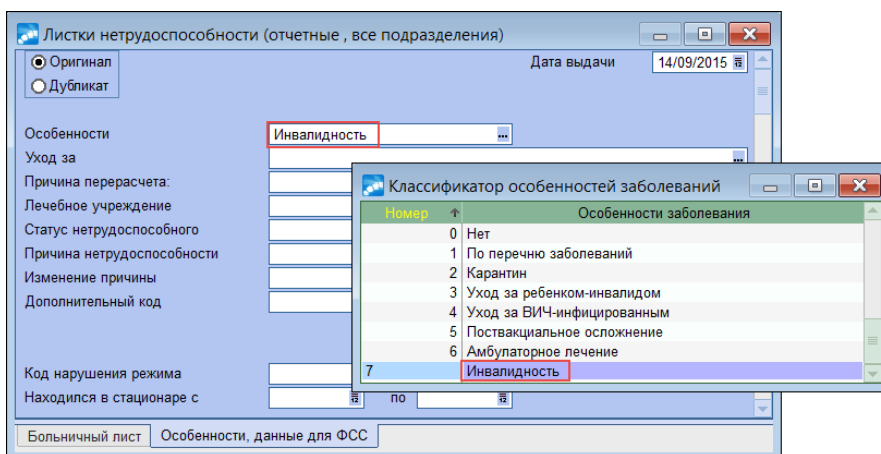 Листки нетрудоспособности (отчетные , все подразделения)
Оригинал
Дата выдачи 14/09/2015
Дубликат
Особенности Инвалидность ...
Уход за ...
Причина перерасчета:
Лечебное учреждение
Статус нетрудоспособного
Причина нетрудоспособности
Изменение причины
Дополнительный код
Код нарушения режима
Находился в стационаре с 12 по 12
Больничный лист Особенности, данные для ФСС
Классификатор особенностей заболеваний
Номер Особенности заболевания
0 Нет
1 По перечню заболеваний
2 Карантин
3 Уход за ребенком-инвалидом
4 Уход за ВИЧ-инфицированным
5 Поствакциальное осложнение
6 Амбулаторное лечение
7 Инвалидность